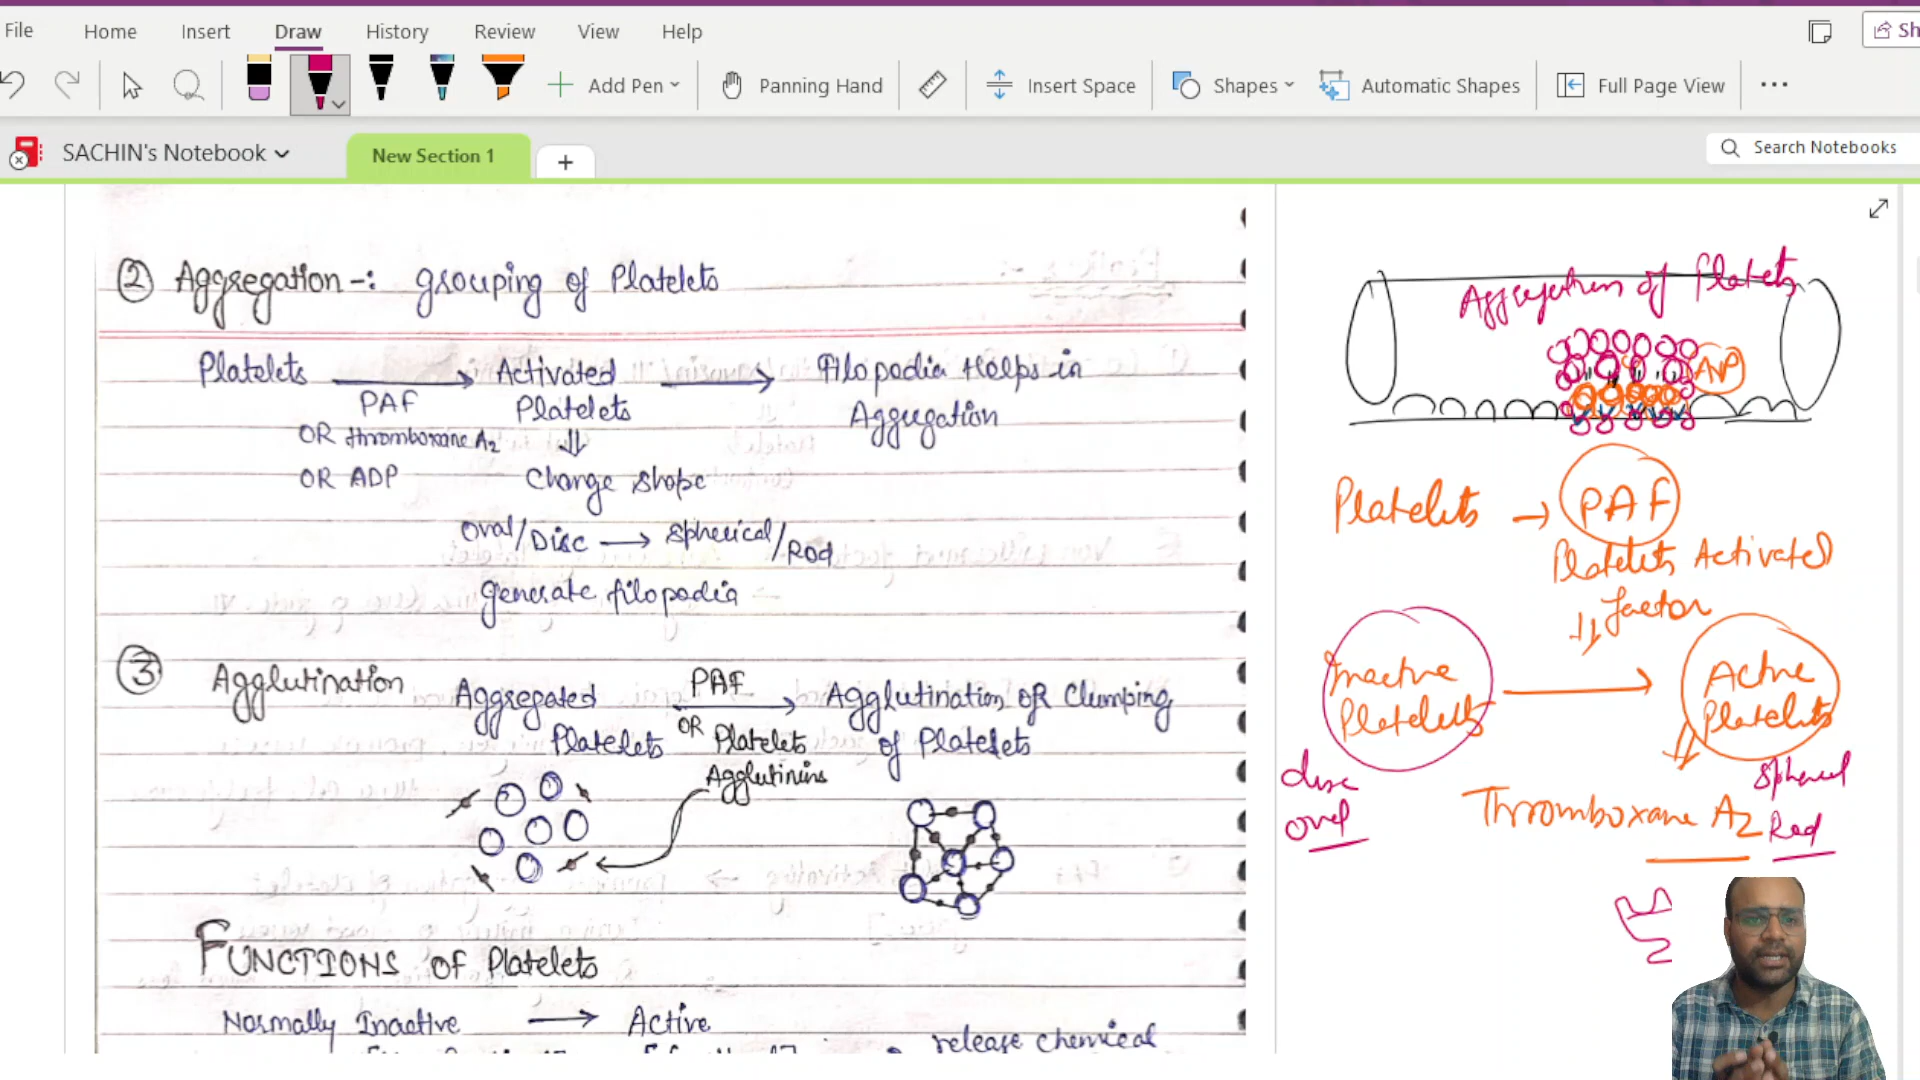 File Home Insert Draw History Review View Help Sh
Add Pen Panning Hand Insert Space Shapes Automatic Shapes Full Page View
SACHIN's Notebook New Section 1 + Search Notebooks
② Aggregation -: grouping of Platelets
Platelets Activated Filopodia Helps in
PAF Platelets Aggregation
OR thromboxane A2
OR ADP Change Shape
Oval/Disc → Spherical/Rod
generate filopodia
③ Agglutination Aggregated PAF Agglutination OR Clumping
Platelets OR Platelets of Platelets
Agglutinins
FUNCTIONS of Platelets
Normally Inactive → Active
release chemical
Aggregation of Platelets
Platelets → PAF
Platelets Activated
factor
Inactive Platelets
Active Platelets
disc
oval
Thromboxane A2
Rod